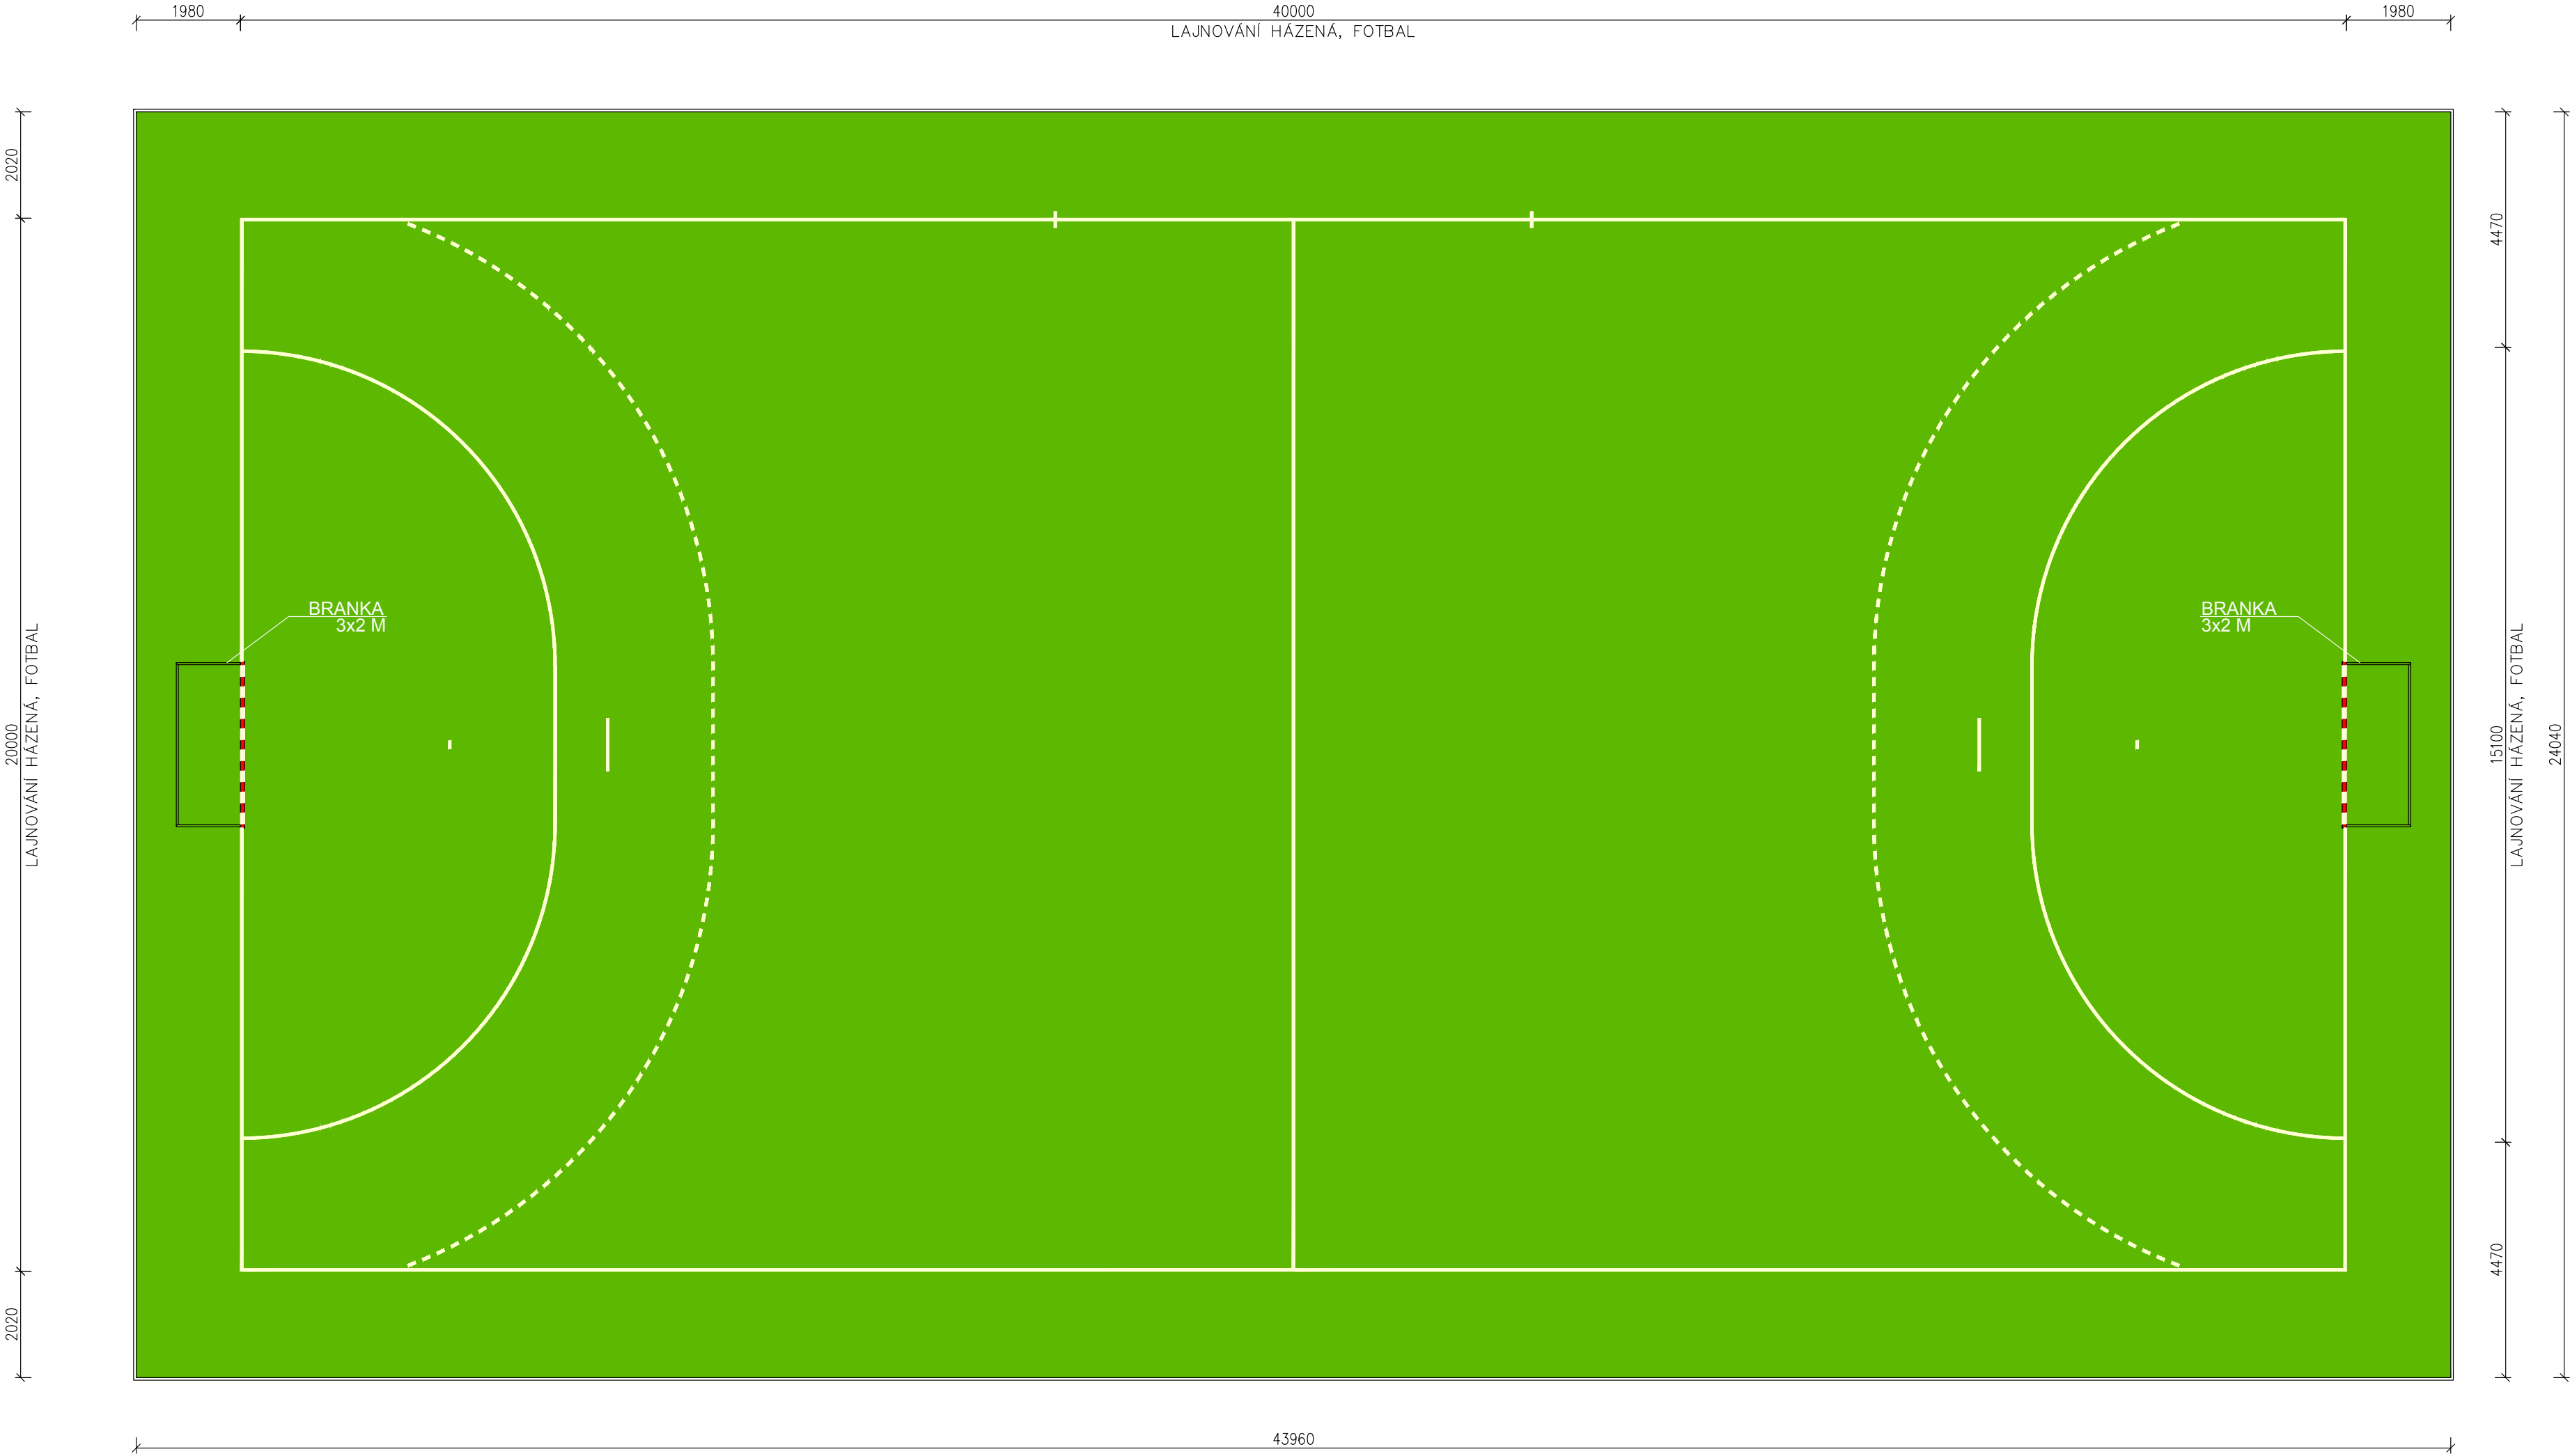 1980
40000
1980
LAJNOVÁNÍ HÁZENÁ, FOTBAL
2020
20000
LAJNOVÁNÍ HÁZENÁ, FOTBAL
2020
BRANKA
3x2 M
BRANKA
3x2 M
4470
15100
LAJNOVÁNÍ HÁZENÁ, FOTBAL
4470
24040
43960